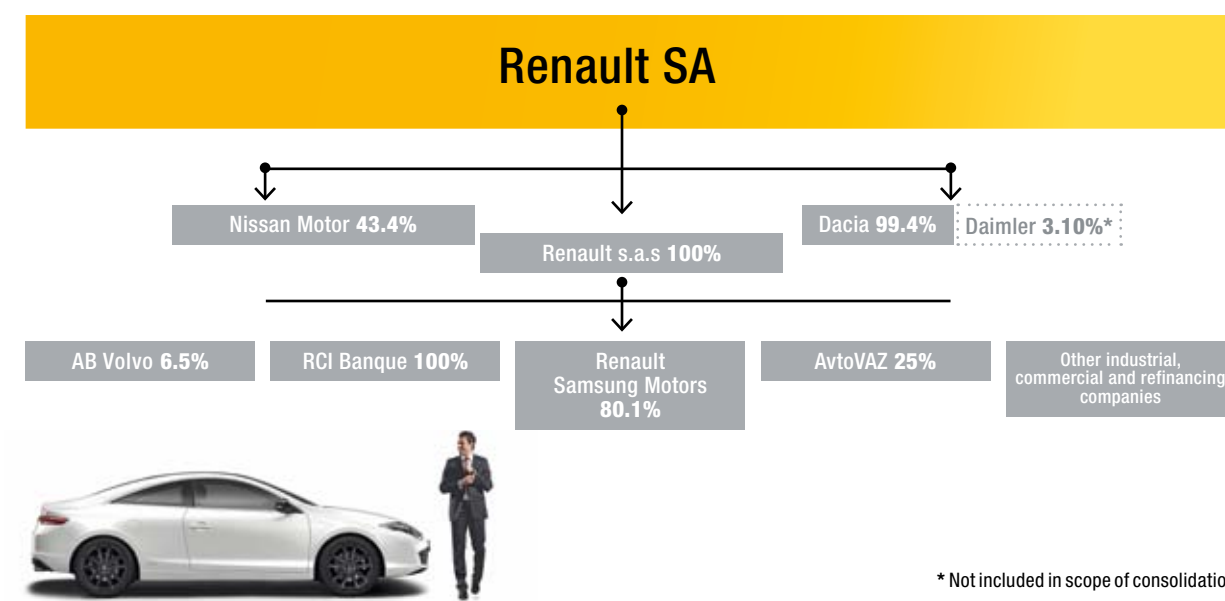 Renault SA
Nissan Motor 43.4%
Dacia 99.4%
Daimler 3.10%*
Renault s.a.s 100%
AB Volvo 6.5%
RCI Banque 100%
Renault
Samsung Motors
80.1%
AvtoVAZ 25%
Other industrial,
commercial and refinancing
companies
* Not included in scope of consolidatio